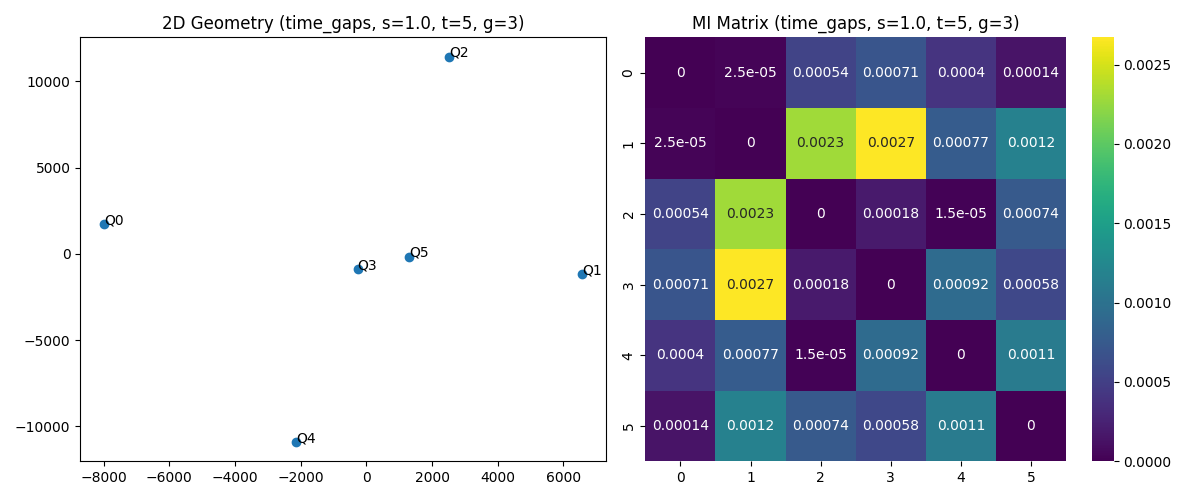 2D Geometry (time_gaps, s=1.0, t=5, g=3)
10000
5000
0
−5000
−10000
−8000 −6000 −4000 −2000 0 2000 4000 6000
Q2
Q0
Q5
Q3
Q1
Q4
MI Matrix (time_gaps, s=1.0, t=5, g=3)
0 0 2.5e-05 0.00054 0.00071 0.0004 0.00014
1 2.5e-05 0 0.0023 0.0027 0.00077 0.0012
2 0.00054 0.0023 0 0.00018 1.5e-05 0.00074
3 0.00071 0.0027 0.00018 0 0.00092 0.00058
4 0.0004 0.00077 1.5e-05 0.00092 0 0.0011
5 0.00014 0.0012 0.00074 0.00058 0.0011 0
0 1 2 3 4 5
0.0025
0.0020
0.0015
0.0010
0.0005
0.0000